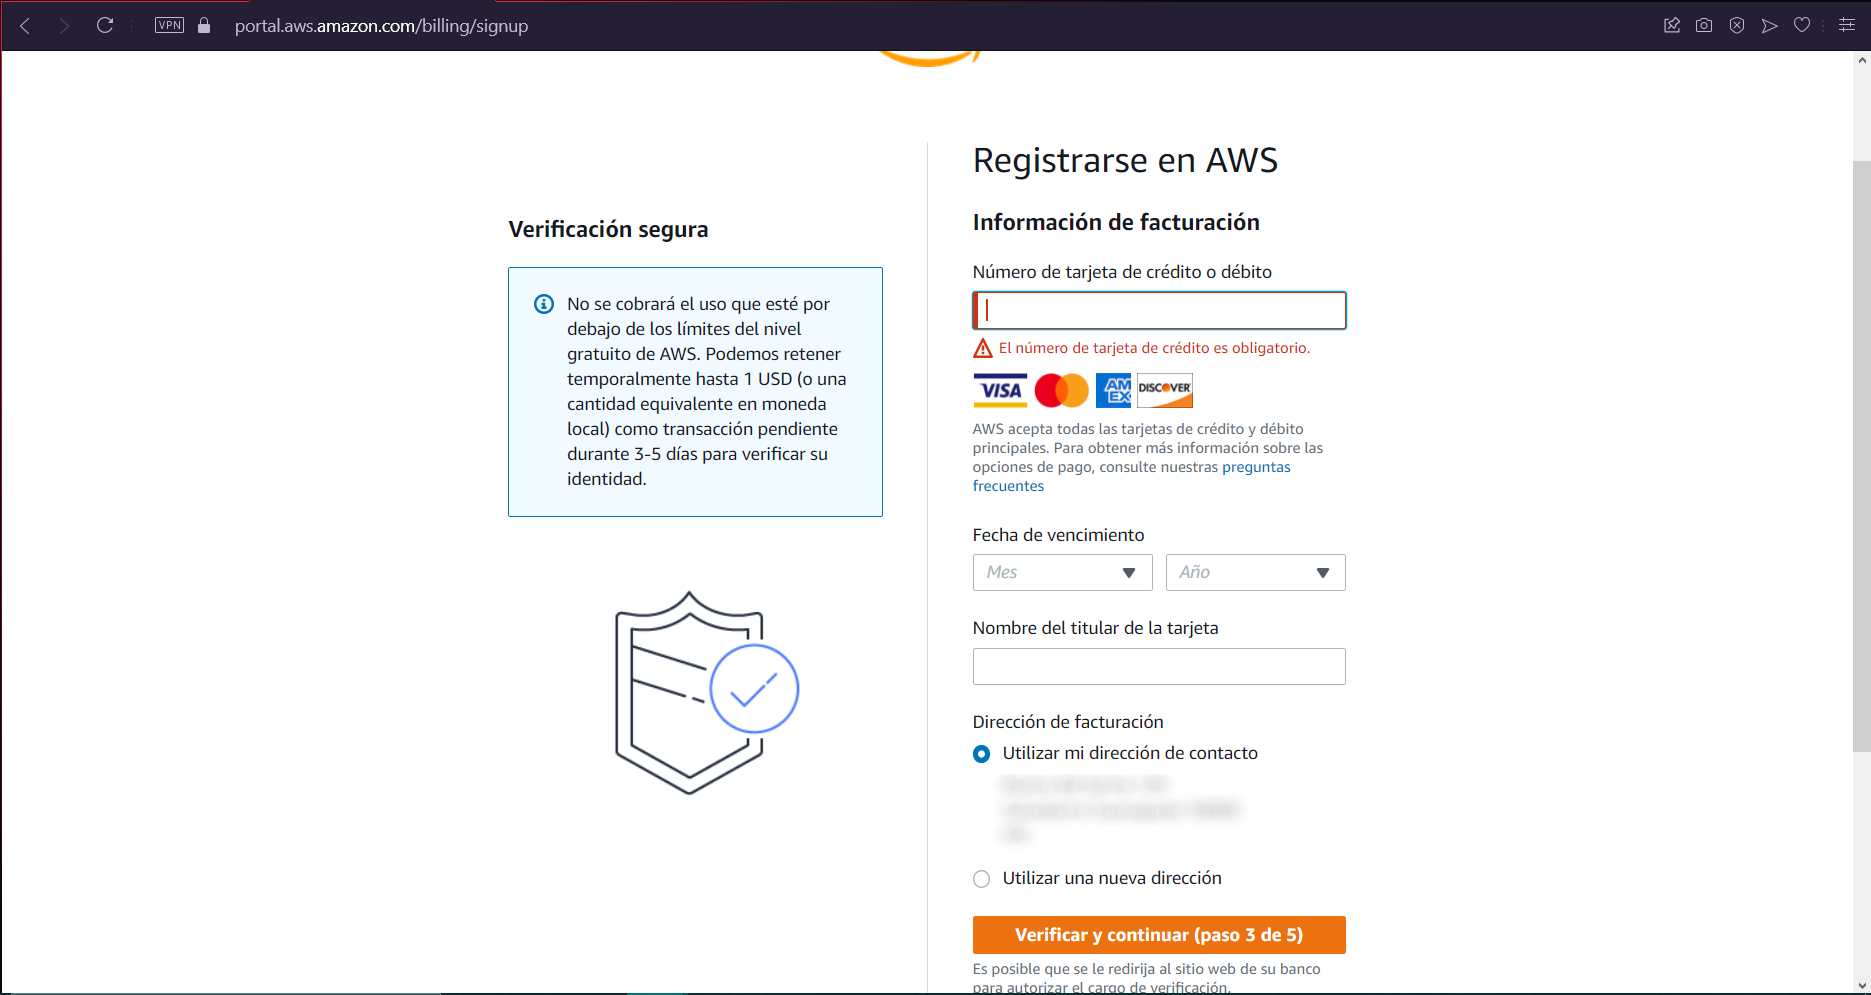 VPN
portal.aws.amazon.com/billing/signup
Verificación segura
No se cobrará el uso que esté por
debajo de los límites del nivel
gratuito de AWS. Podemos retener
temporalmente hasta 1 USD (o una
cantidad equivalente en moneda
local) como transacción pendiente
durante 3-5 días para verificar su
identidad.
Registrarse en AWS
Información de facturación
Número de tarjeta de crédito o débito
El número de tarjeta de crédito es obligatorio.
VISA
AM
EX
DISCOVER
AWS acepta todas las tarjetas de crédito y débito
principales. Para obtener más información sobre las
opciones de pago, consulte nuestras preguntas
frecuentes
Fecha de vencimiento
Mes
Año
Nombre del titular de la tarjeta
Dirección de facturación
Utilizar mi dirección de contacto
Utilizar una nueva dirección
Verificar y continuar (paso 3 de 5)
Es posible que se le redirija al sitio web de su banco
para autorizar el cargo de verificación.